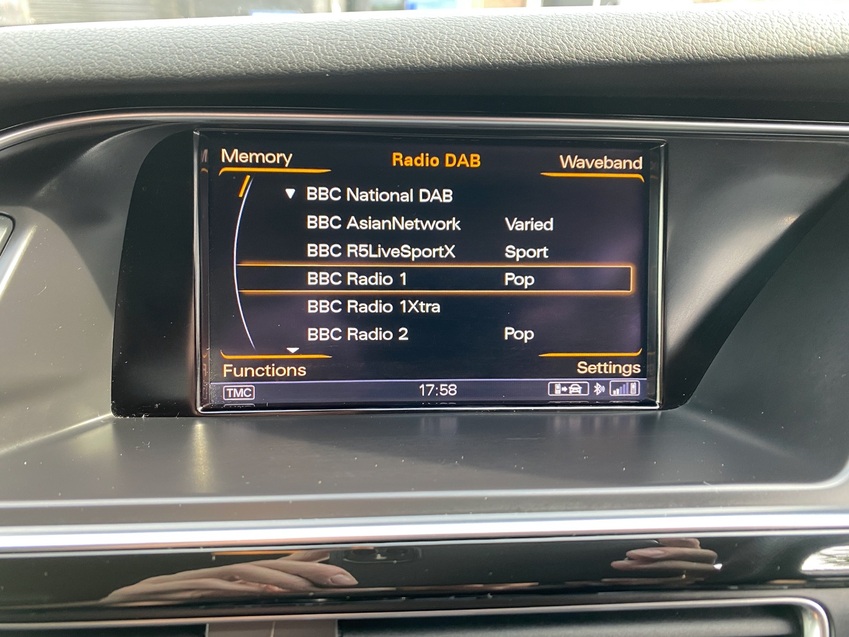 Memory Radio DAB Waveband
BBC National DAB
BBC AsianNetwork Varied
BBC R5LiveSportX Sport
BBC Radio 1 Pop
BBC Radio 1Xtra
BBC Radio 2 Pop
Functions Settings
TMC 17:58